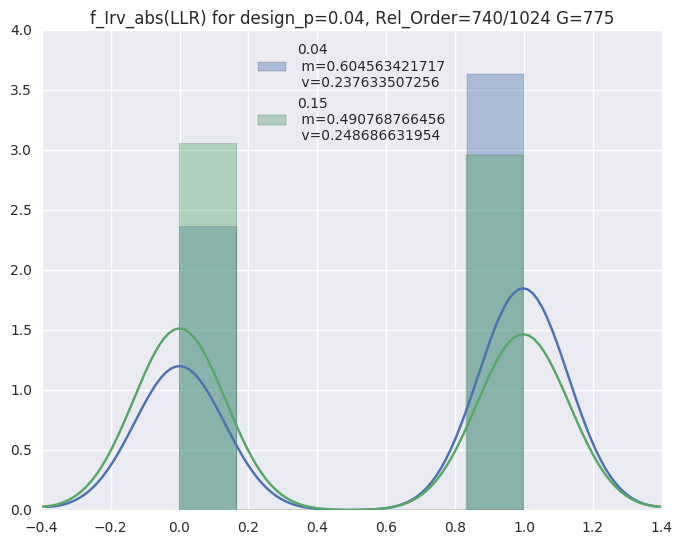 f_Irv_abs(LLR) for design_p=0.04, Rel_Order=740/1024 G=775
4.0
3.5
3.0
2.5
2.0
1.5
1.0
0.5
0.0
0.04
m=0.604563421717
v=0.237633507256
0.15
m=0.490768766456
v=0.248686631954
−0.4 −0.2 0.0 0.2 0.4 0.6 0.8 1.0 1.2 1.4